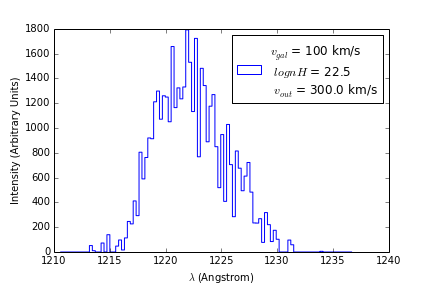 1800
1600
1400
1200
1000
800
600
400
200
0
1210 1215 1220 1225 1230 1235 1240
Intensity (Arbitrary Units)
λ (Angstrom)
v_gal = 100 km/s
lognH = 22.5
v_out = 300.0 km/s